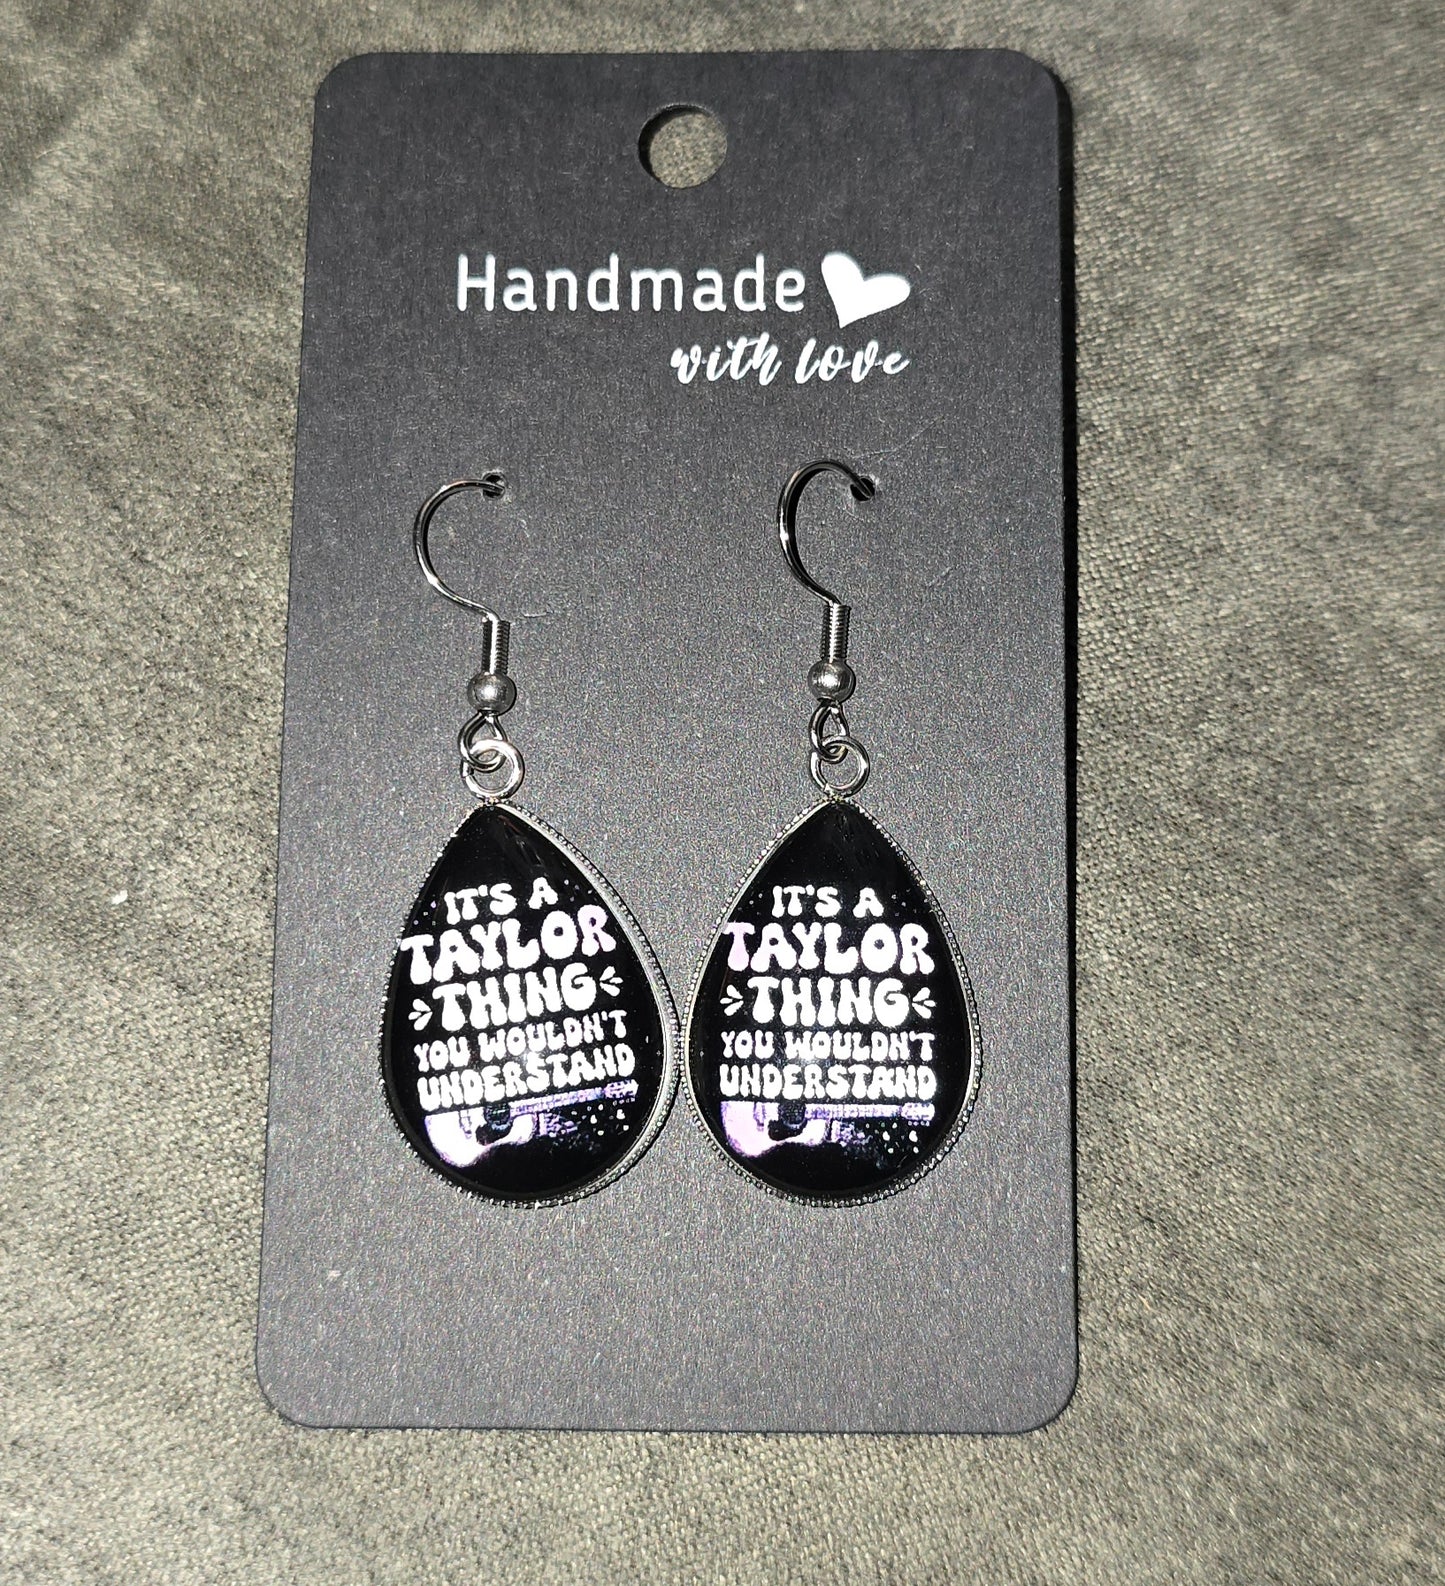 Handmade
with love
IT'S A
TAYLOR
THING
YOU WOULDN'T
UNDERSTAND
IT'S A
TAYLOR
THING
YOU WOULDN'T
UNDERSTAND